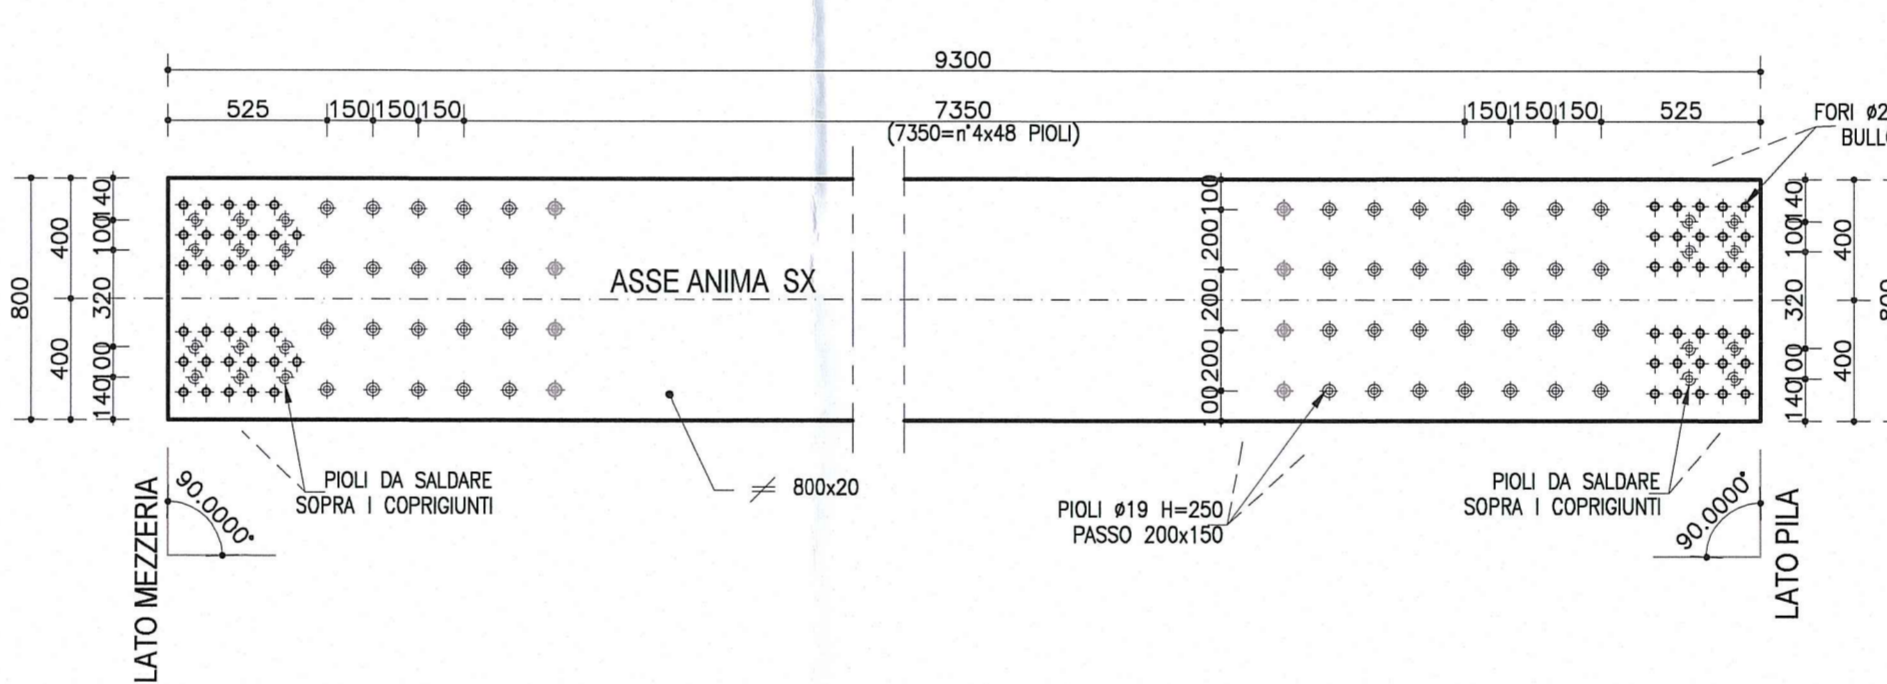 9300
525
150
150
150
7350
150
150
150
525
(7350=n°4x48 PIOLI)
FORI ø2
BULL
800
400
400
140
100
320
100
140
ASSE ANIMA SX
100
200
200
200
140
100
320
100
140
400
400
PIOLI DA SALDARE
SOPRA I COPRIGIUNTI
800x20
PIOLI ø19 H=250
PASSO 200x150
PIOLI DA SALDARE
SOPRA I COPRIGIUNTI
90.0000°
90.0000°
LATO MEZZERIA
LATO PILA